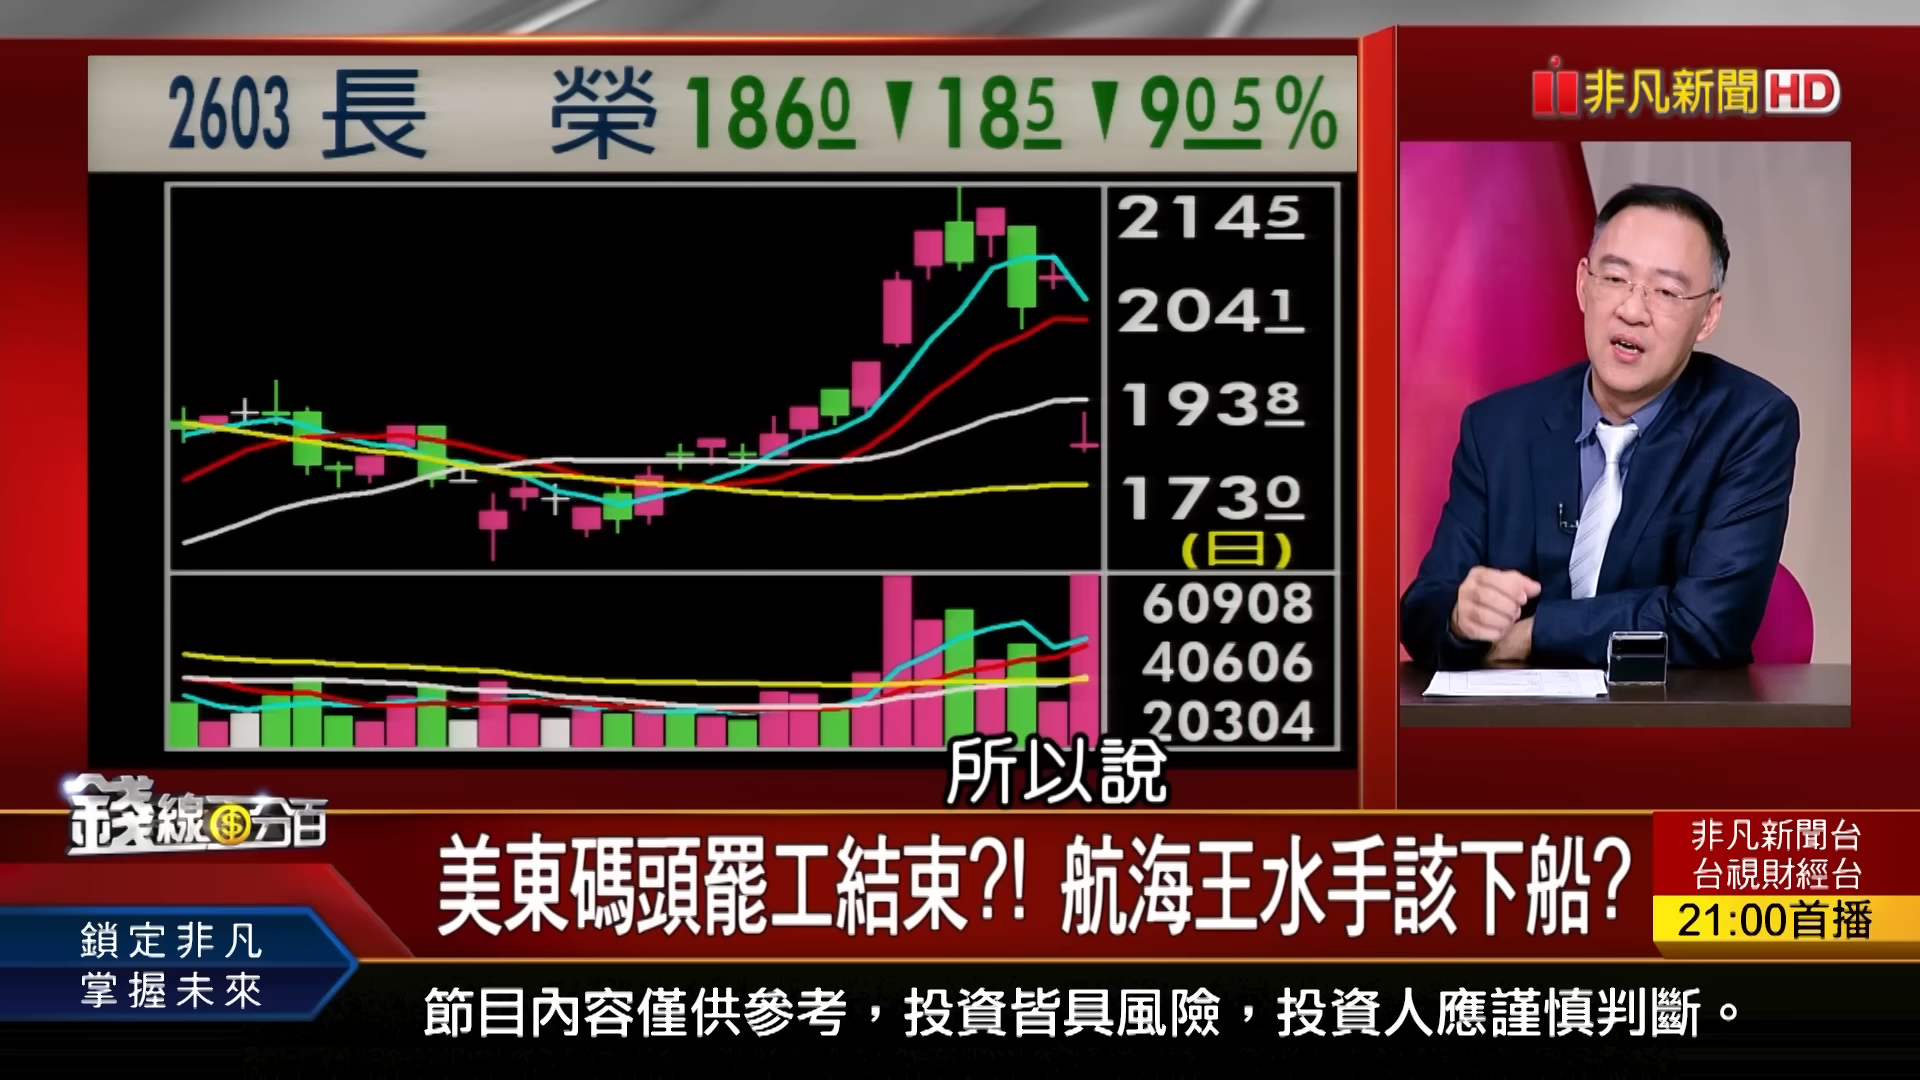 2603 長 榮 1860 ▼185 ▼905%
非凡新聞HD
2145
2041
1938
1730
(日)
60908
40606
20304
所以說
錢線百分百
美東碼頭罷工結束?! 航海王水手該下船?
非凡新聞台
台視財經台
21:00首播
鎖定非凡
掌握未來
節目內容僅供參考，投資皆具風險，投資人應謹慎判斷。